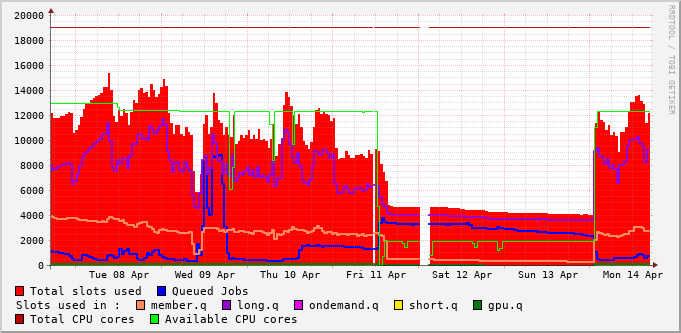 20000
18000
16000
14000
12000
10000
8000
6000
4000
2000
0
Tue 08 Apr Wed 09 Apr Thu 10 Apr Fri 11 Apr Sat 12 Apr Sun 13 Apr Mon 14 Apr
Total slots used Queued Jobs
Slots used in : member.q long.q ondemand.q short.q gpu.q
Total CPU cores Available CPU cores
RRDTOOL / TOBI OETIKER